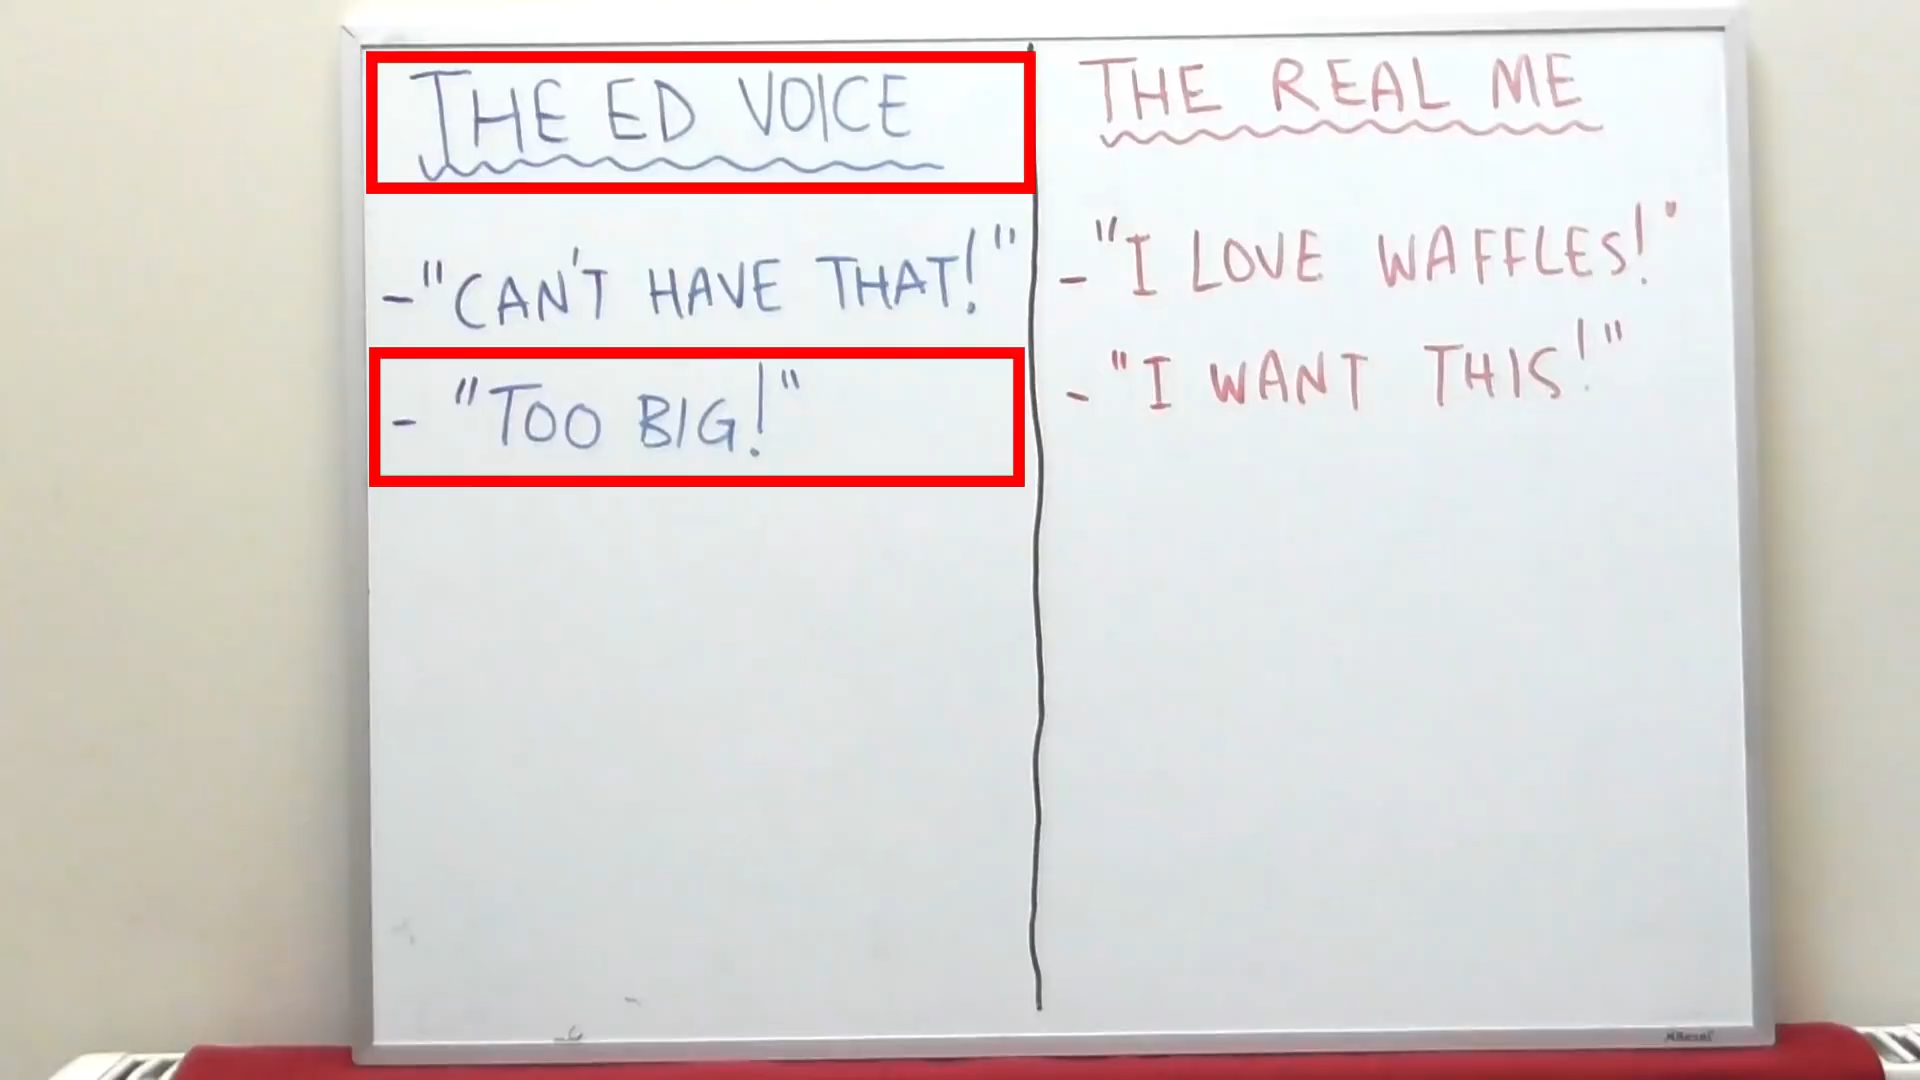 THE ED VOICE
- "CAN'T HAVE THAT!"
- "TOO BIG!"
THE REAL ME
- "I LOVE WAFFLES!"
- "I WANT THIS!"